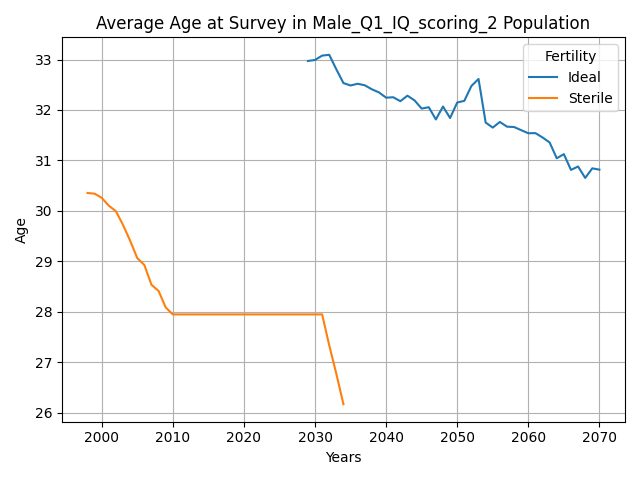 Average Age at Survey in Male_Q1_IQ_scoring_2 Population
Fertility
Ideal
Sterile
33
32
31
30
29
28
27
26
Age
2000 2010 2020 2030 2040 2050 2060 2070
Years